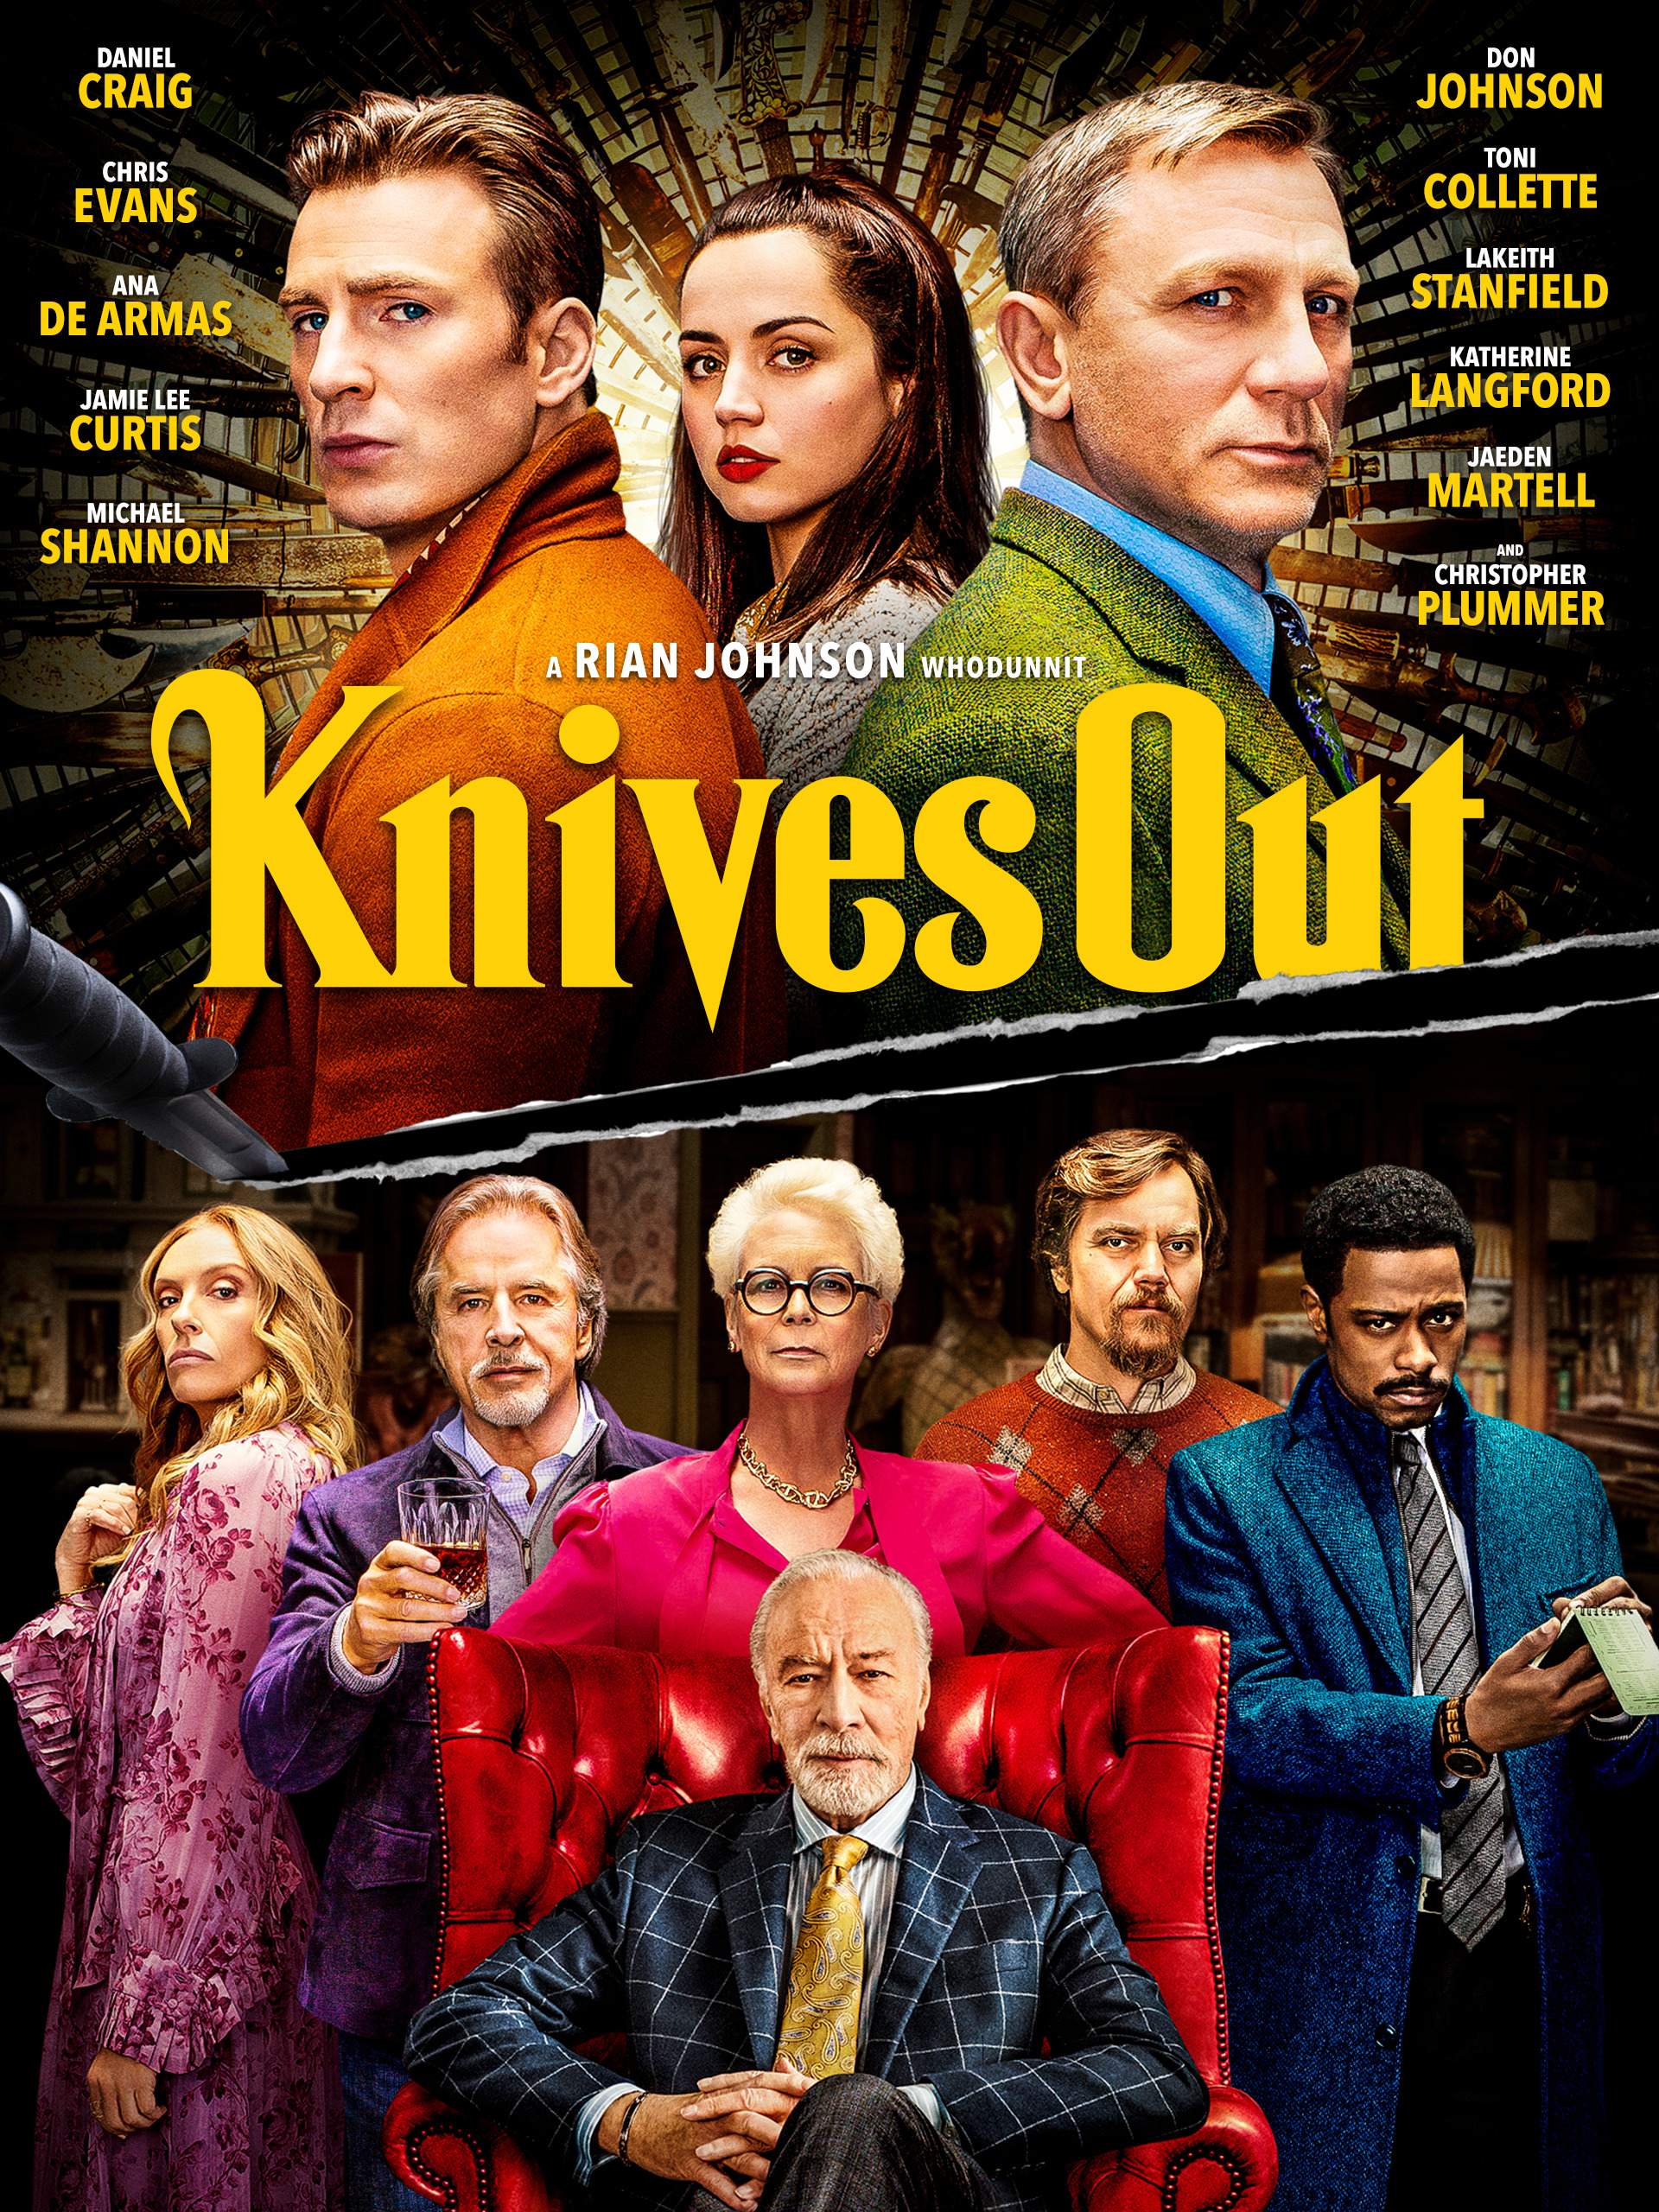 DANIEL
CRAIG
CHRIS
EVANS
ANA
DE ARMAS
JAMIE LEE
CURTIS
MICHAEL
SHANNON
DON
JOHNSON
TONI
COLLETTE
LAKEITH
STANFIELD
KATHERINE
LANGFORD
JAEDEN
MARTELL
AND
CHRISTOPHER
PLUMMER
A RIAN JOHNSON WHODUNNIT
Knives Out